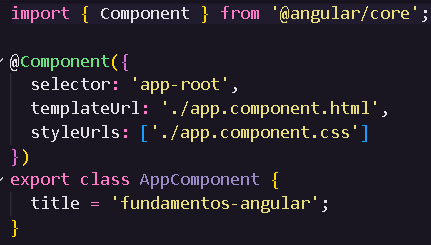 import { Component } from '@angular/core';
@Component({
selector: 'app-root',
templateUrl: './app.component.html',
styleUrls: ['./app.component.css']
})
export class AppComponent {
title = 'fundamentos-angular';
}